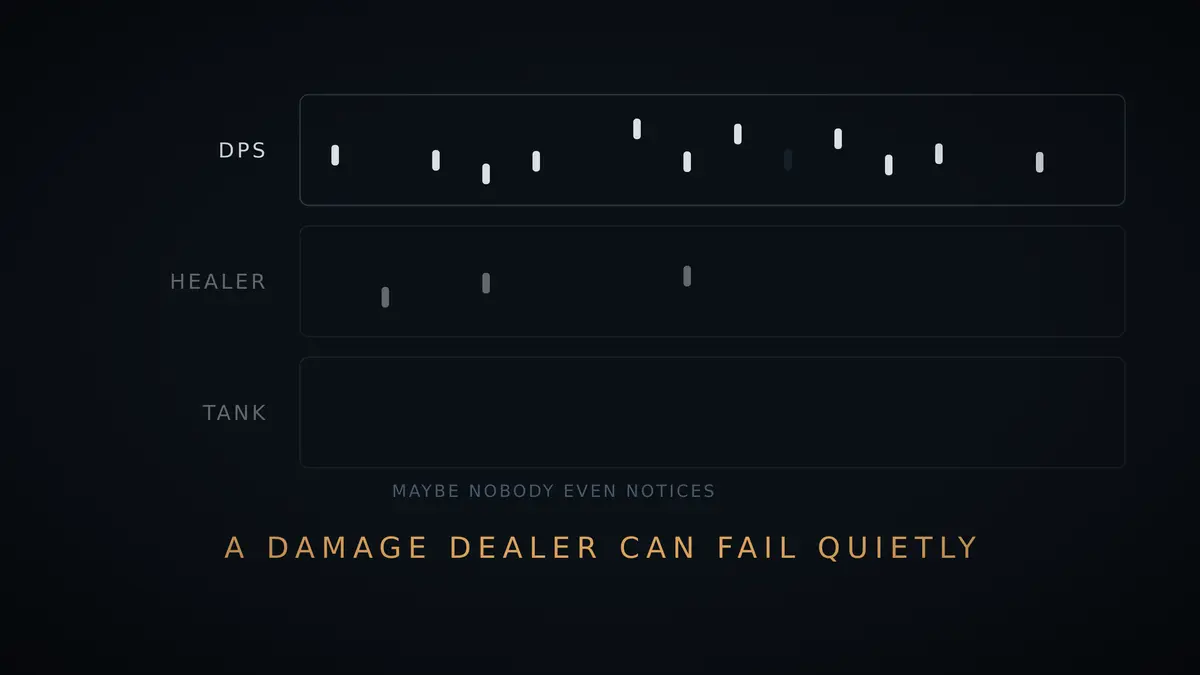 DPS
HEALER
TANK
MAYBE NOBODY EVEN NOTICES
A DAMAGE DEALER CAN FAIL QUIETLY